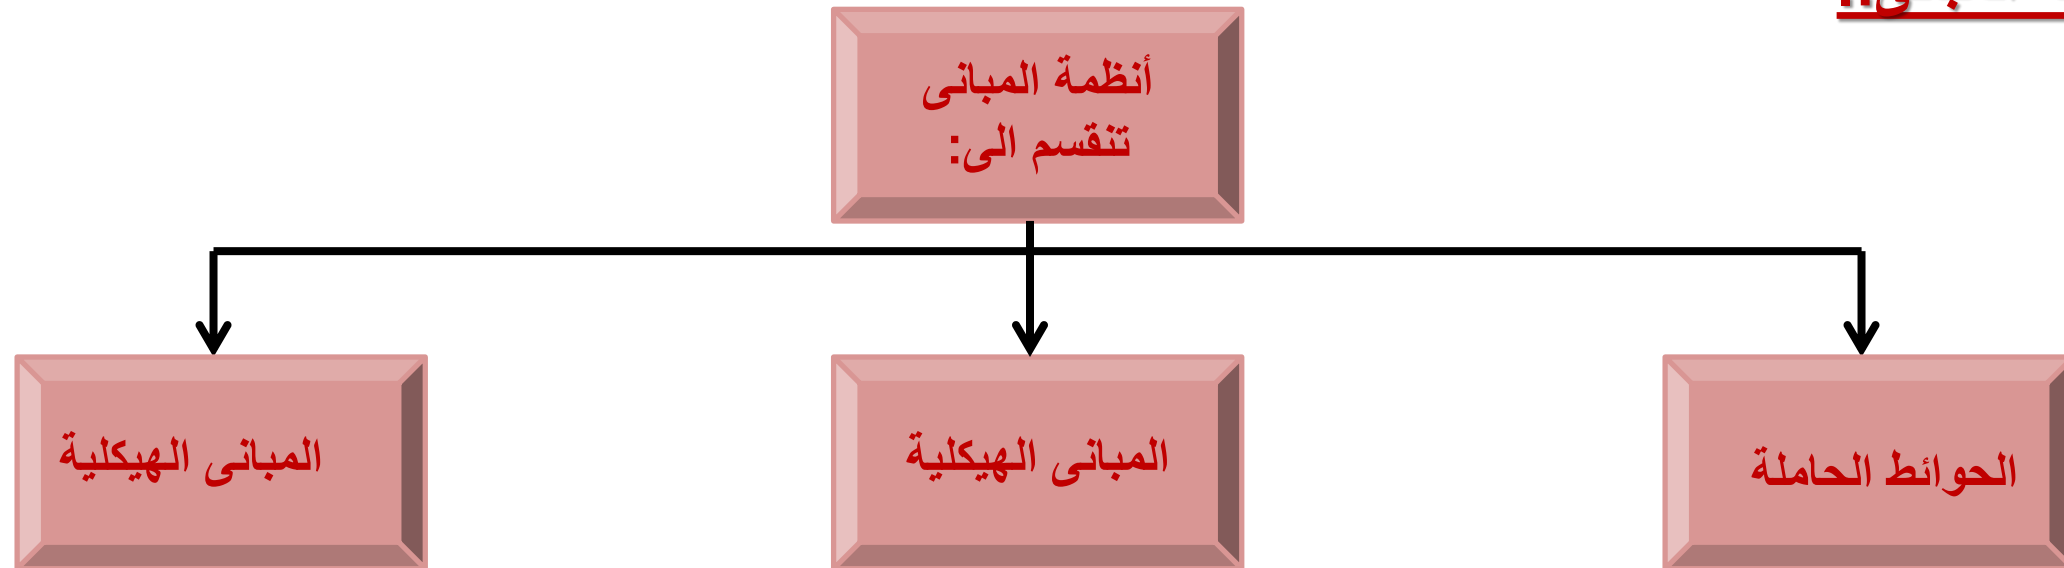 أنظمة المبانى
تنقسم الى:
الحوائط الحاملة
المبانى الهيكلية
المبانى الهيكلية